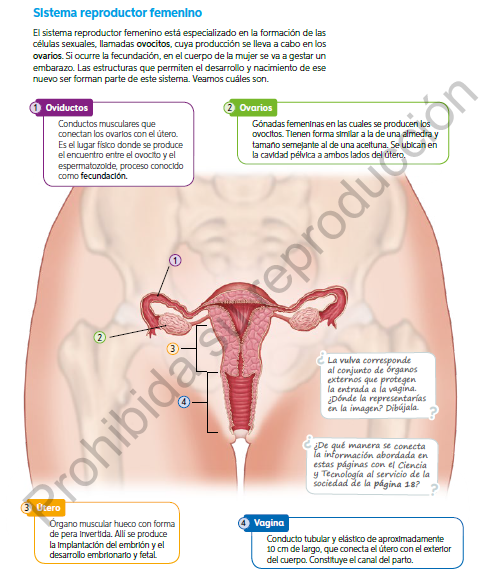 Sistema reproductor femenino
El sistema reproductor femenino está especializado en la formación de las
células sexuales, llamadas ovocitos, cuya producción se lleva a cabo en los
ovarios. Si ocurre la fecundación, en el cuerpo de la mujer se va a gestar un
embarazo. Las estructuras que permiten el desarrollo y nacimiento de ese
nuevo ser forman parte de este sistema. Veamos cuáles son.
1 Oviductos
Conductos musculares que
conectan los ovarios con el útero.
Es el lugar físico donde se produce
el encuentro entre el ovocito y el
espermatozoide, proceso conocido
como fecundación.
2 Ovarios
Gónadas femeninas en las cuales se producen los
ovocitos. Tienen forma similar a la de una almedra y
tamaño semejante al de una aceituna. Se ubican en
la cavidad pélvica a ambos lados del útero.
1
2
3
4
¿ La vulva corresponde
al conjunto de órganos
externos que protegen
la entrada a la vagina.
¿Dónde la representarías
en la imagen? Dibújala. ?
¿ ¿De qué manera se conecta
la información abordada en
estas páginas con el Ciencia
y Tecnología al servicio de la
sociedad de la página 18? ?
3 Útero
Órgano muscular hueco con forma
de pera invertida. Allí se produce
la implantación del embrión y el
desarrollo embrionario y fetal.
4 Vagina
Conducto tubular y elástico de aproximadamente
10 cm de largo, que conecta el útero con el exterior
del cuerpo. Constituye el canal del parto.
Prohibida su reproducción